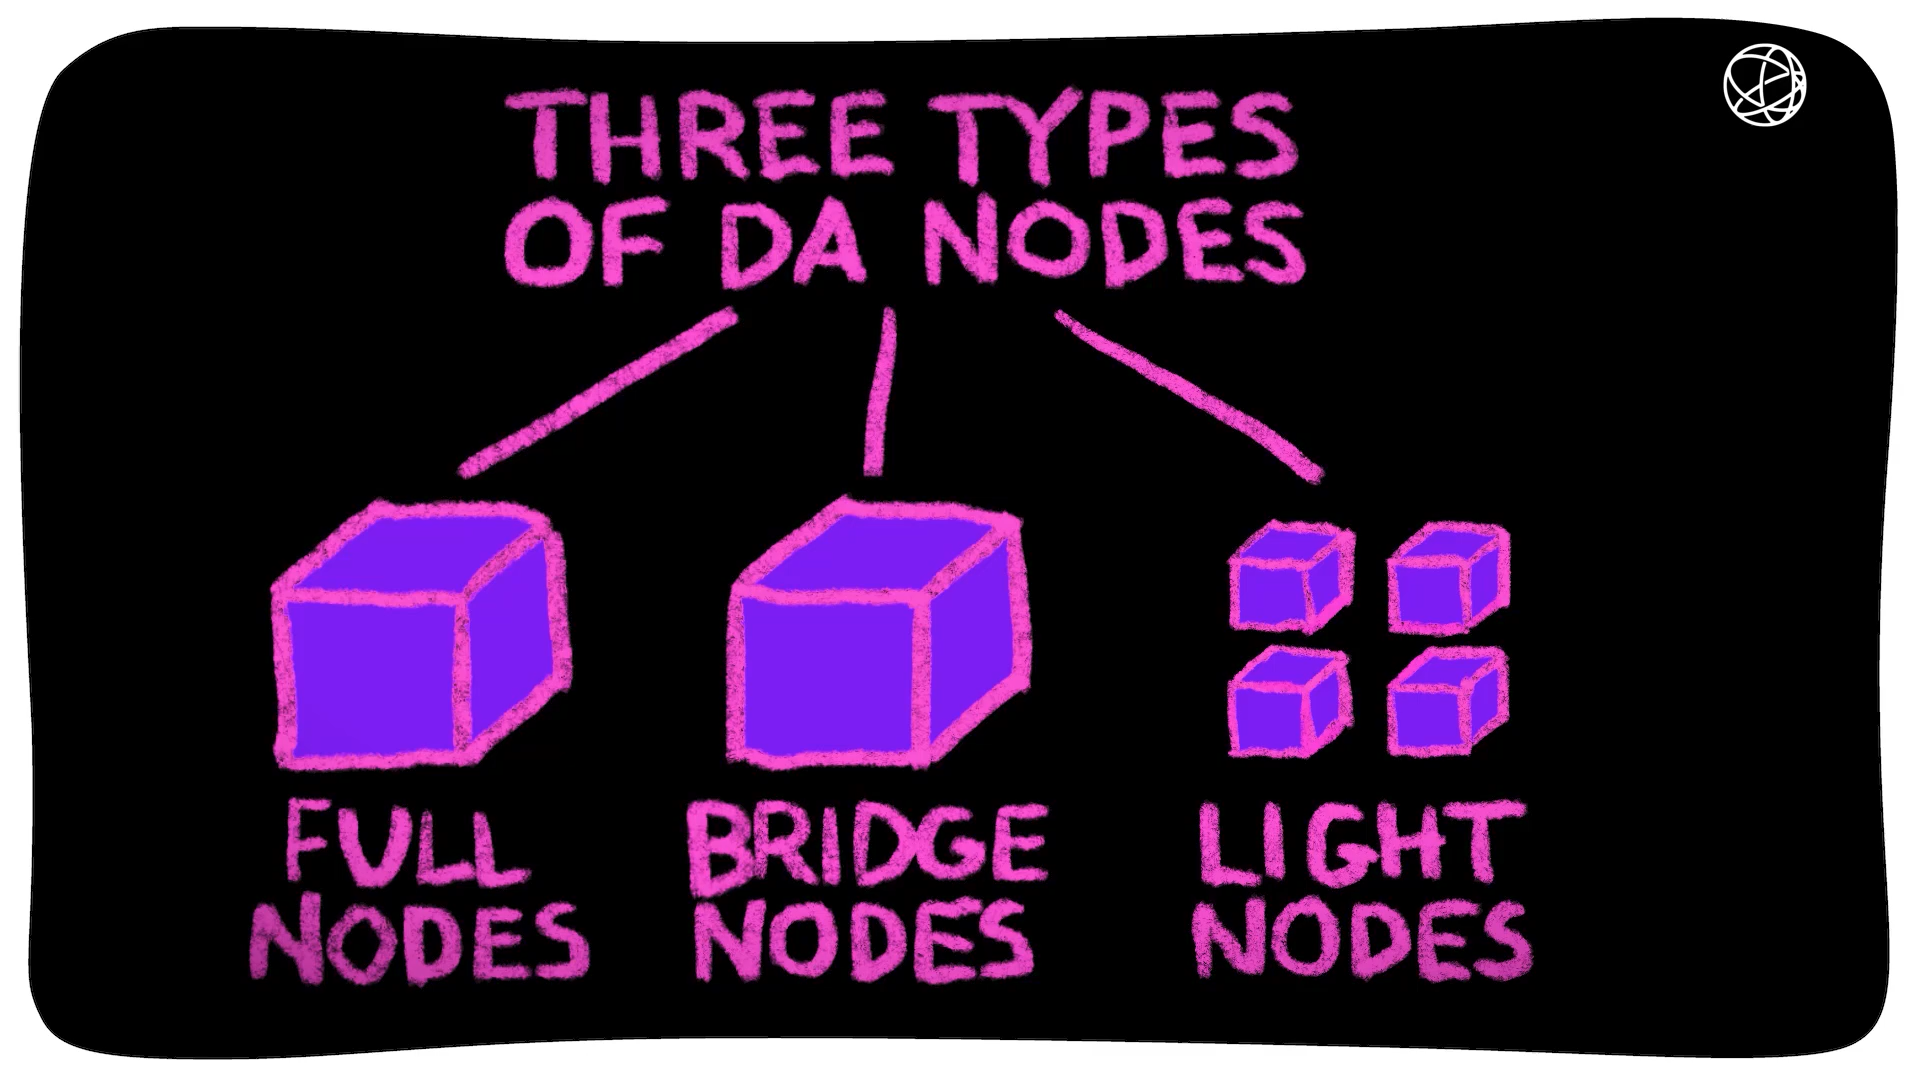 THREE TYPES
OF DA NODES
FULL
NODES
BRIDGE
NODES
LIGHT
NODES